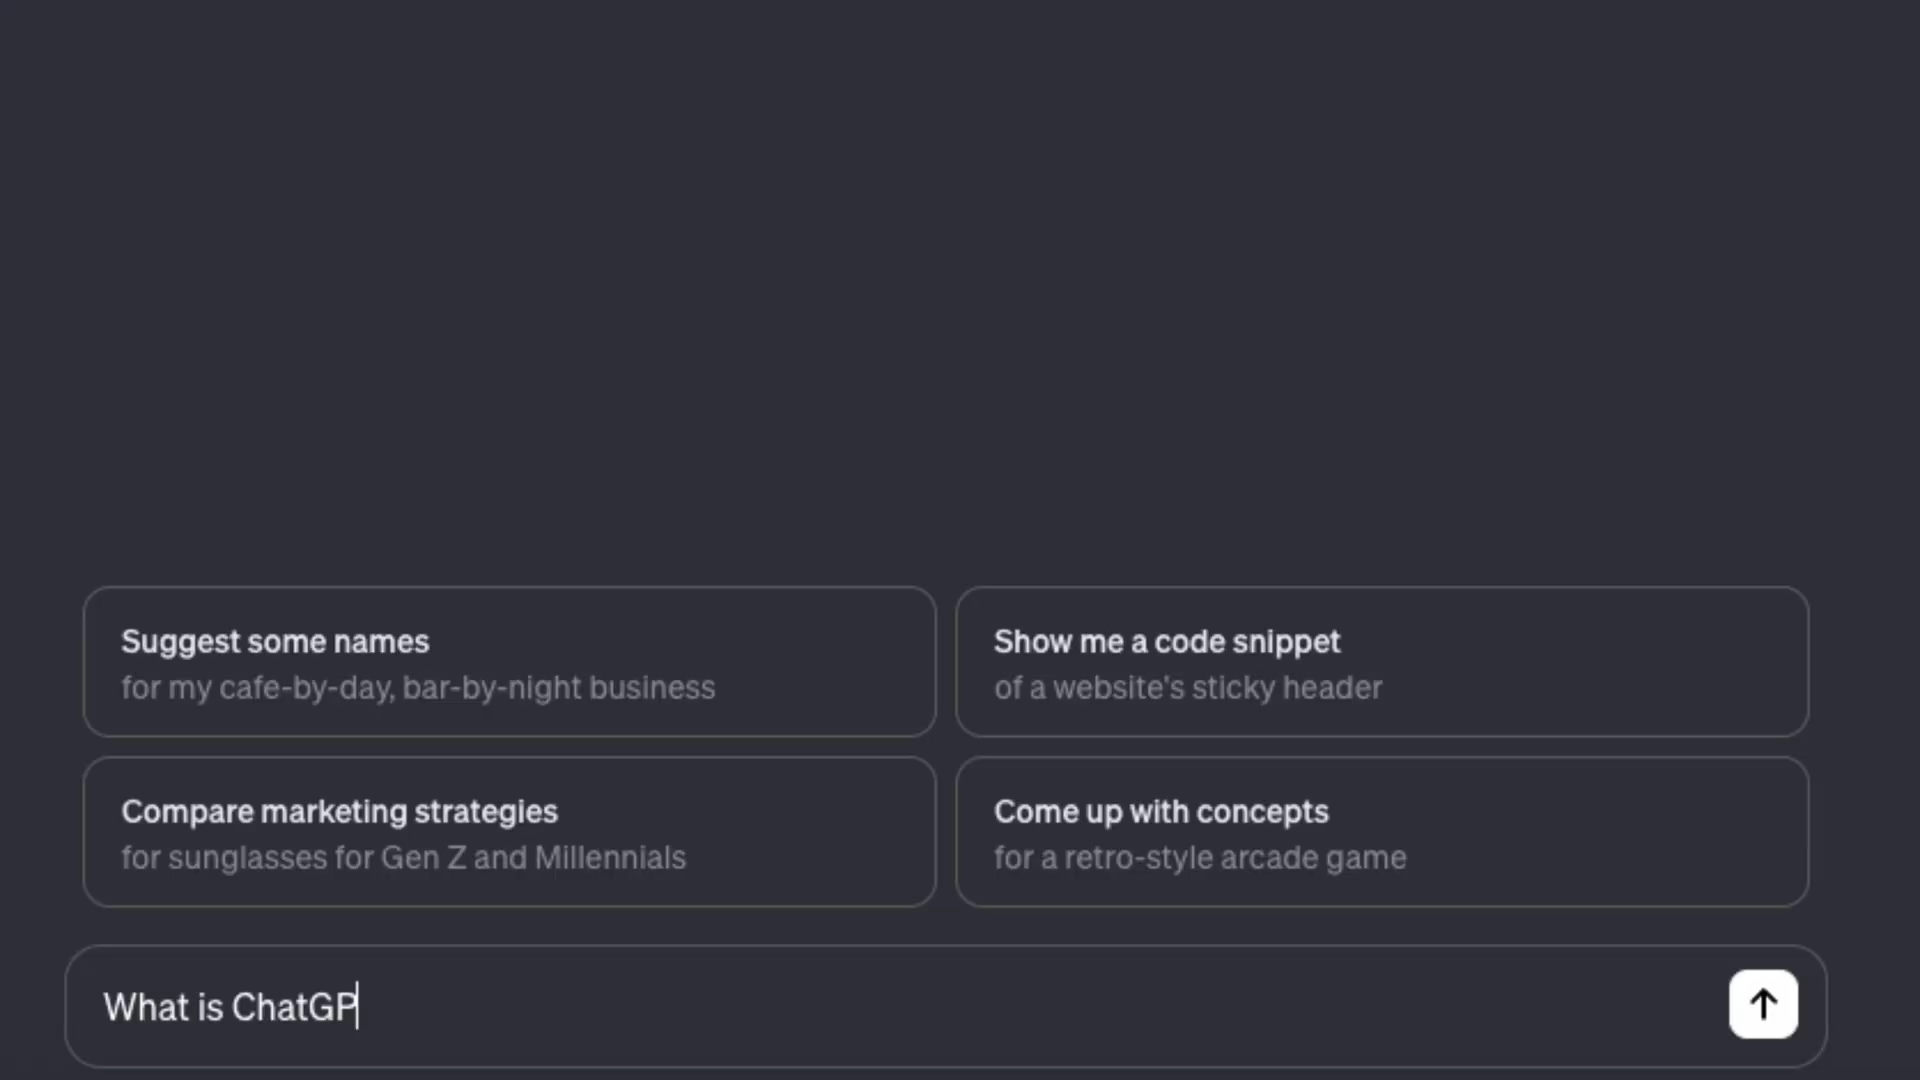 Suggest some names
for my cafe-by-day, bar-by-night business
Show me a code snippet
of a website's sticky header
Compare marketing strategies
for sunglasses for Gen Z and Millennials
Come up with concepts
for a retro-style arcade game
What is ChatGP